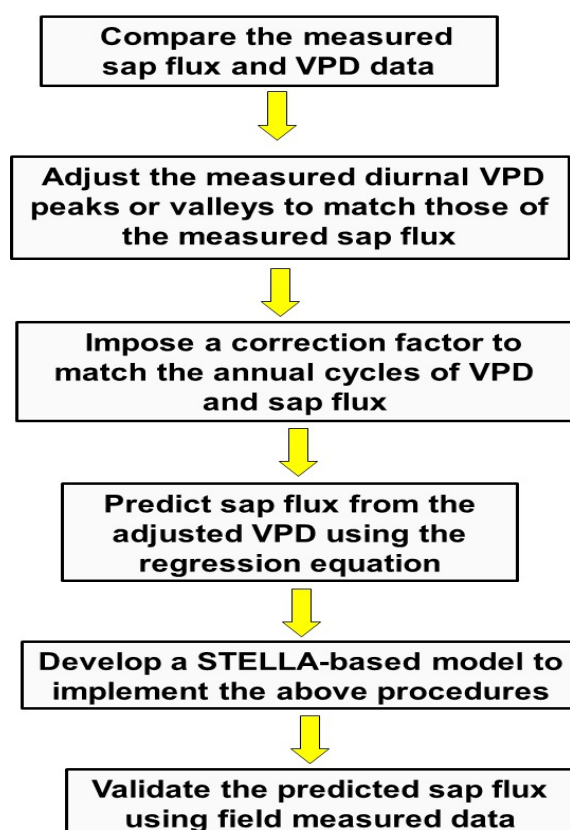 Compare the measured
sap flux and VPD data
Adjust the measured diurnal VPD
peaks or valleys to match those of
the measured sap flux
Impose a correction factor to
match the annual cycles of VPD
and sap flux
Predict sap flux from the
adjusted VPD using the
regression equation
Develop a STELLA-based model to
implement the above procedures
Validate the predicted sap flux
using field measured data